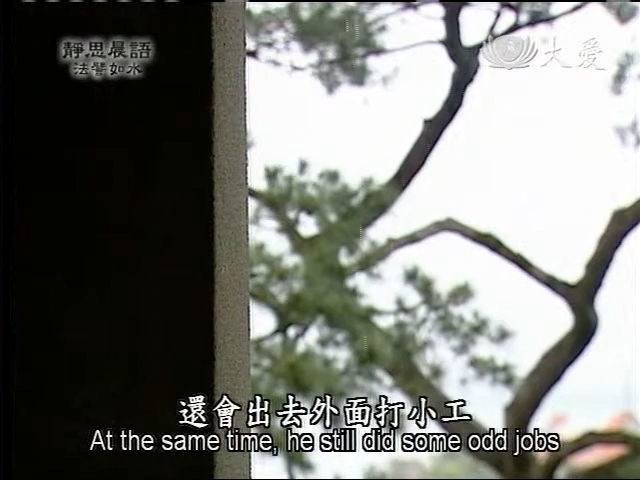 靜思晨語
法譬如水
大愛
還會出去外面打小工
At the same time, he still did some odd jobs